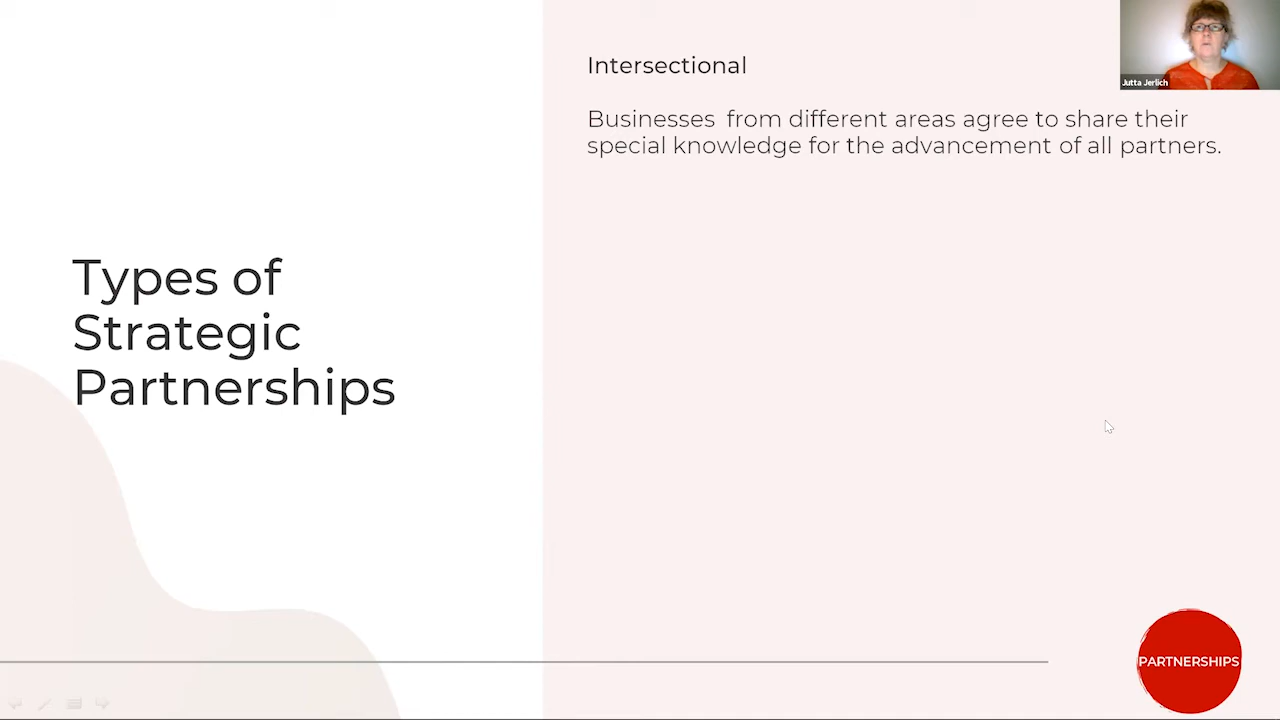 Intersectional
Jutta Jerlich
Businesses from different areas agree to share their
special knowledge for the advancement of all partners.
Types of
Strategic
Partnerships
PARTNERSHIPS